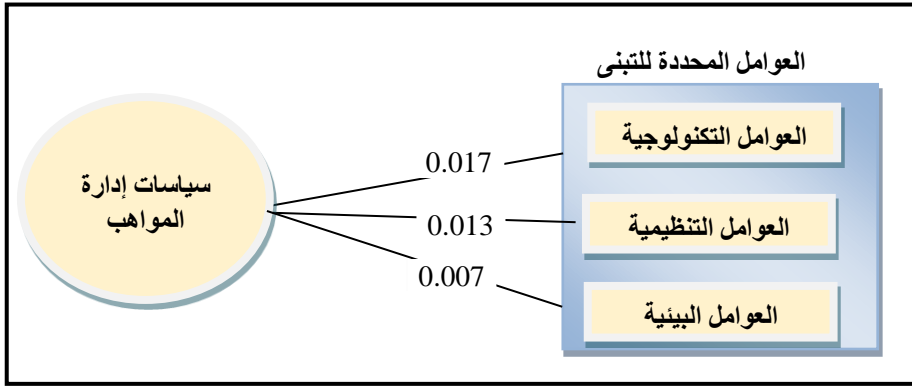 العوامل المحددة للتبنى
العوامل التكنولوجية
0.017
سياسات إدارة
المواهب
العوامل التنظيمية
0.013
0.007
العوامل البيئية